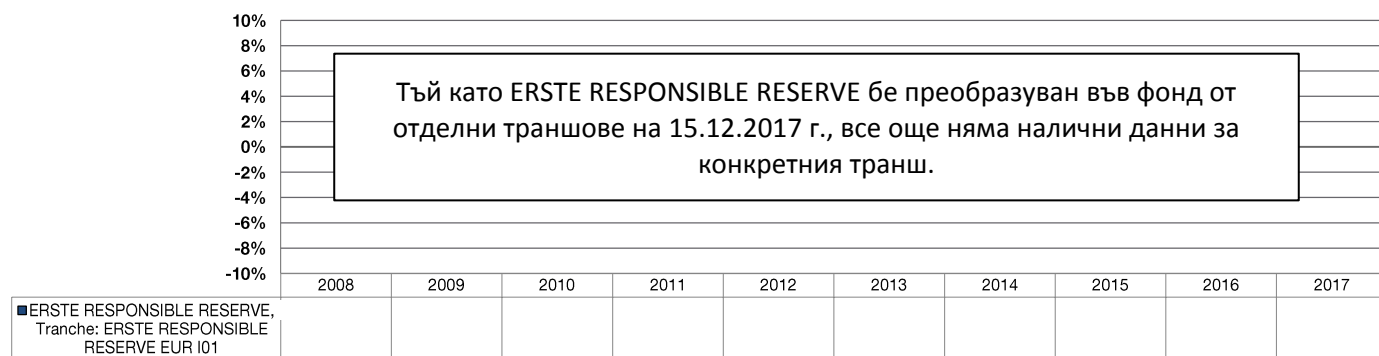 10%
8%
6%
4%
2%
0%
-2%
-4%
-6%
-8%
-10%
Тъй като ERSTE RESPONSIBLE RESERVE бе преобразуван във фонд от
отделни траншове на 15.12.2017 г., все още няма налични данни за
конкретния транш.
2008 2009 2010 2011 2012 2013 2014 2015 2016 2017
ERSTE RESPONSIBLE RESERVE,
Tranche: ERSTE RESPONSIBLE
RESERVE EUR I01